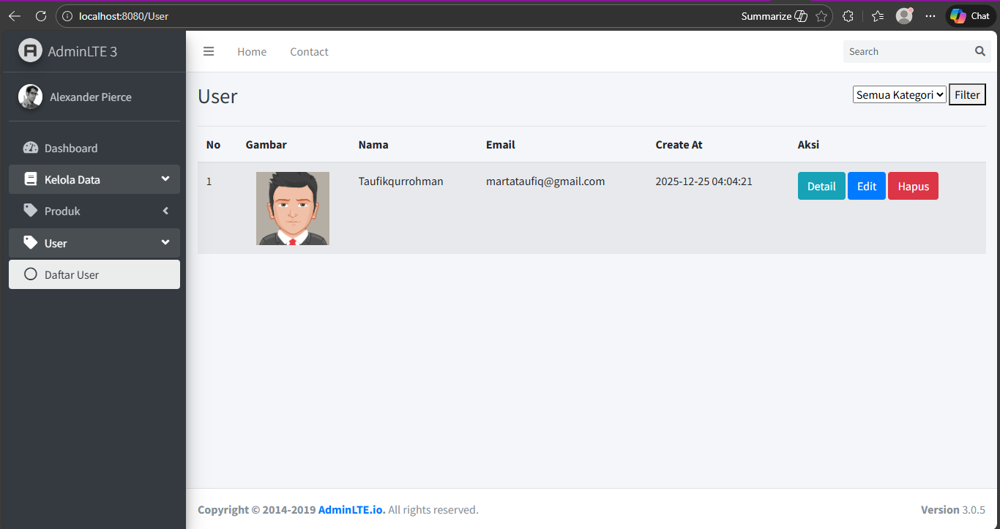 localhost:8080/User
Summarize
Chat
AdminLTE 3
Home
Contact
Search
Alexander Pierce
User
Semua Kategori
Filter
Dashboard
Kelola Data
Produk
User
Daftar User
No Gambar Nama Email Create At Aksi
1 Taufikqurrohman martataufiq@gmail.com 2025-12-25 04:04:21 Detail Edit Hapus
Copyright © 2014-2019 AdminLTE.io. All rights reserved.
Version 3.0.5